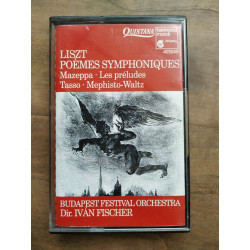 QUINTANA
LISZT
POÈMES SYMPHONIQUES
Mazeppa · Les préludes
Tasso · Mephisto-Waltz
BUDAPEST FESTIVAL ORCHESTRA
Dir. IVÁN FISCHER